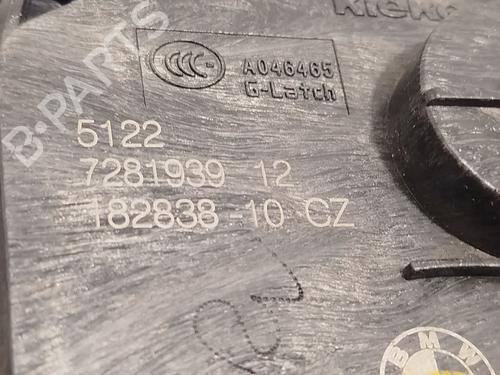 Kiekert
CCC
A046465
G-Latch
B-PARTS
5122
7281939 12
182838-10 CZ
BMW